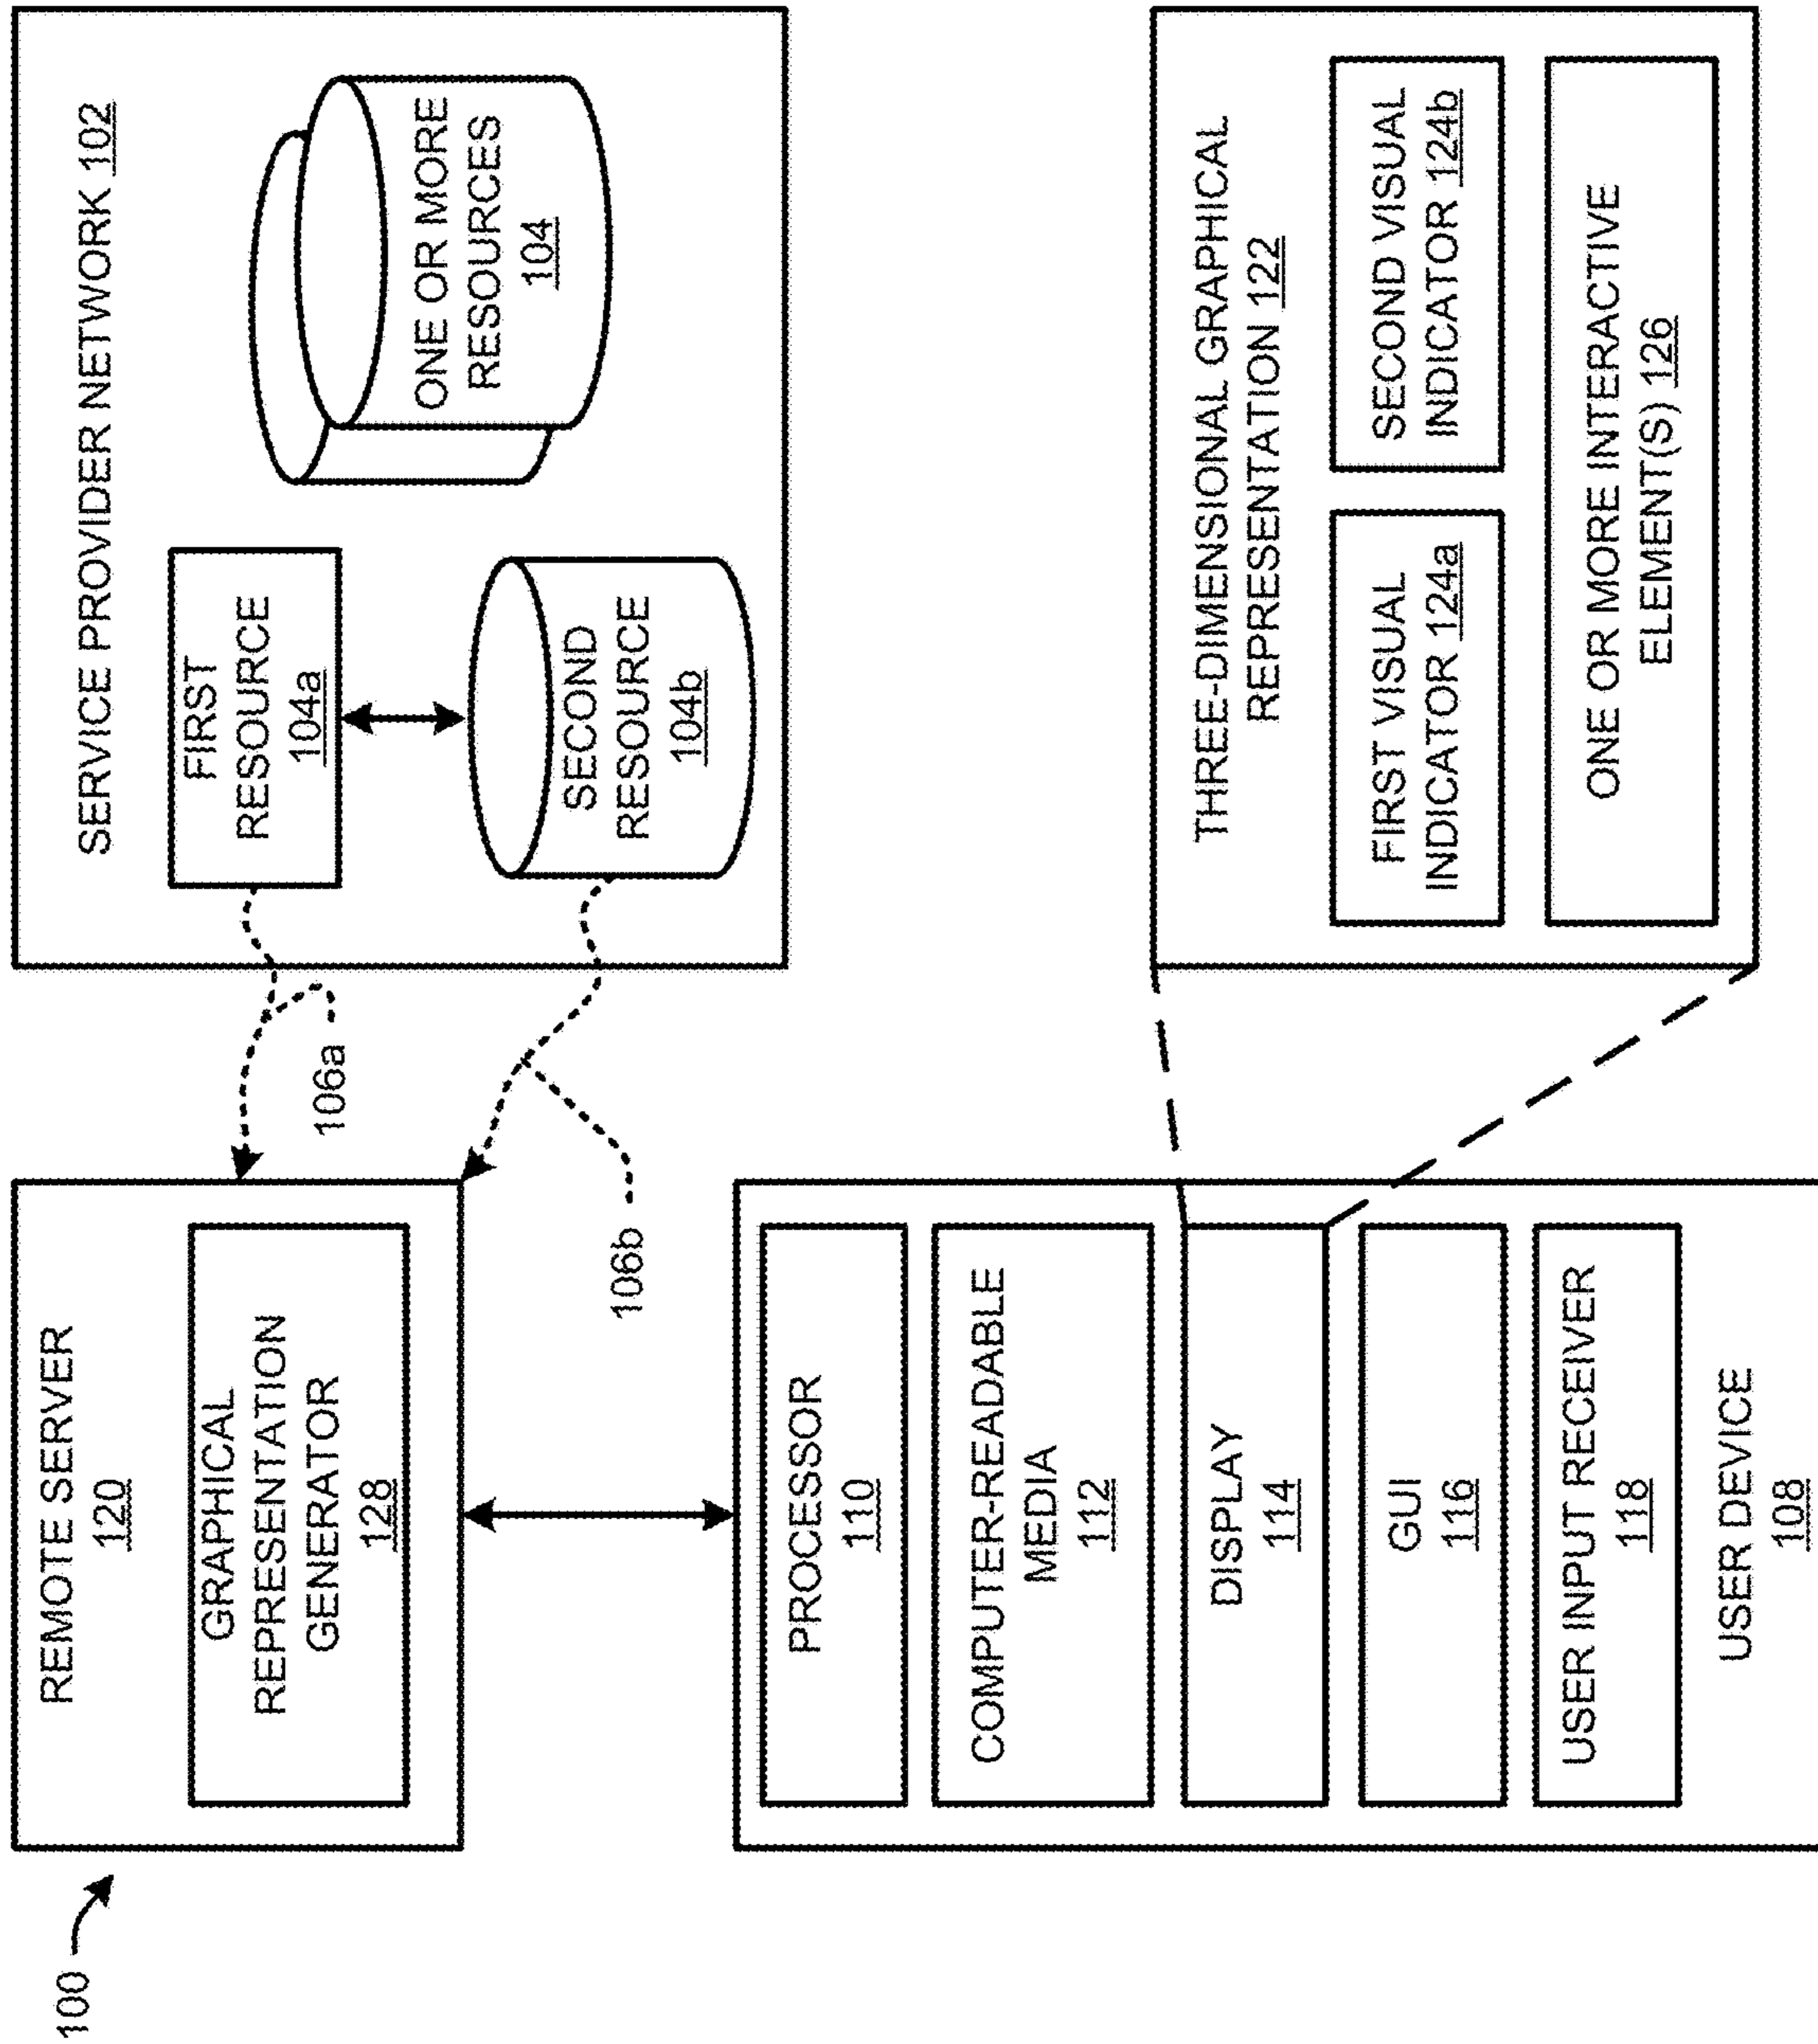 100
REMOTE SERVER
120
GRAPHICAL
REPRESENTATION
GENERATOR
128
106a
106b
SERVICE PROVIDER NETWORK 102
FIRST
RESOURCE
104a
SECOND
RESOURCE
104b
ONE OR MORE
RESOURCES
104
PROCESSOR
110
COMPUTER-READABLE
MEDIA
112
DISPLAY
114
GUI
116
USER INPUT RECEIVER
118
USER DEVICE
108
THREE-DIMENSIONAL GRAPHICAL
REPRESENTATION 122
FIRST VISUAL
INDICATOR 124a
SECOND VISUAL
INDICATOR 124b
ONE OR MORE INTERACTIVE
ELEMENT(S) 126